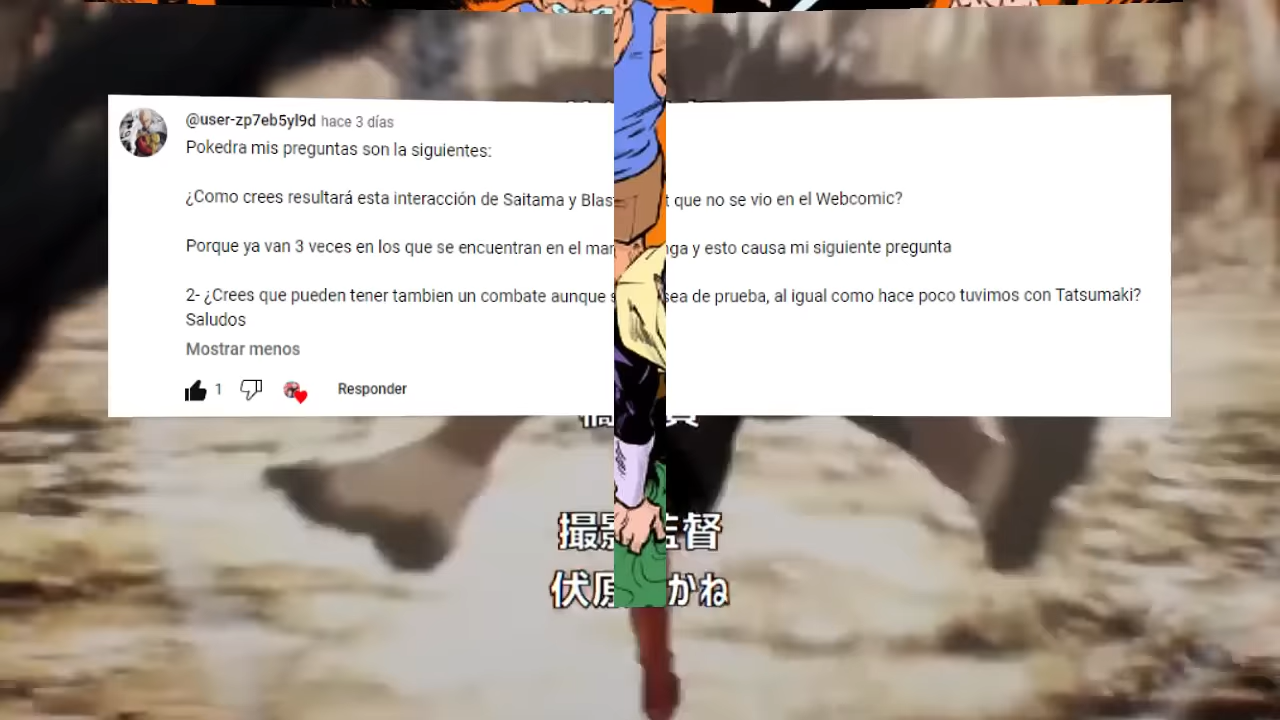 @user-zp7eb5yl9d hace 3 días
Pokedra mis preguntas son la siguientes:
¿Como crees resultará esta interacción de Saitama y Blas t que no se vio en el Webcomic?
Porque ya van 3 veces en los que se encuentran en el man nga y esto causa mi siguiente pregunta
2- ¿Crees que pueden tener tambien un combate aunque s sea de prueba, al igual como hace poco tuvimos con Tatsumaki?
Saludos
Mostrar menos
1 Responder
撮影監督
伏原 かね